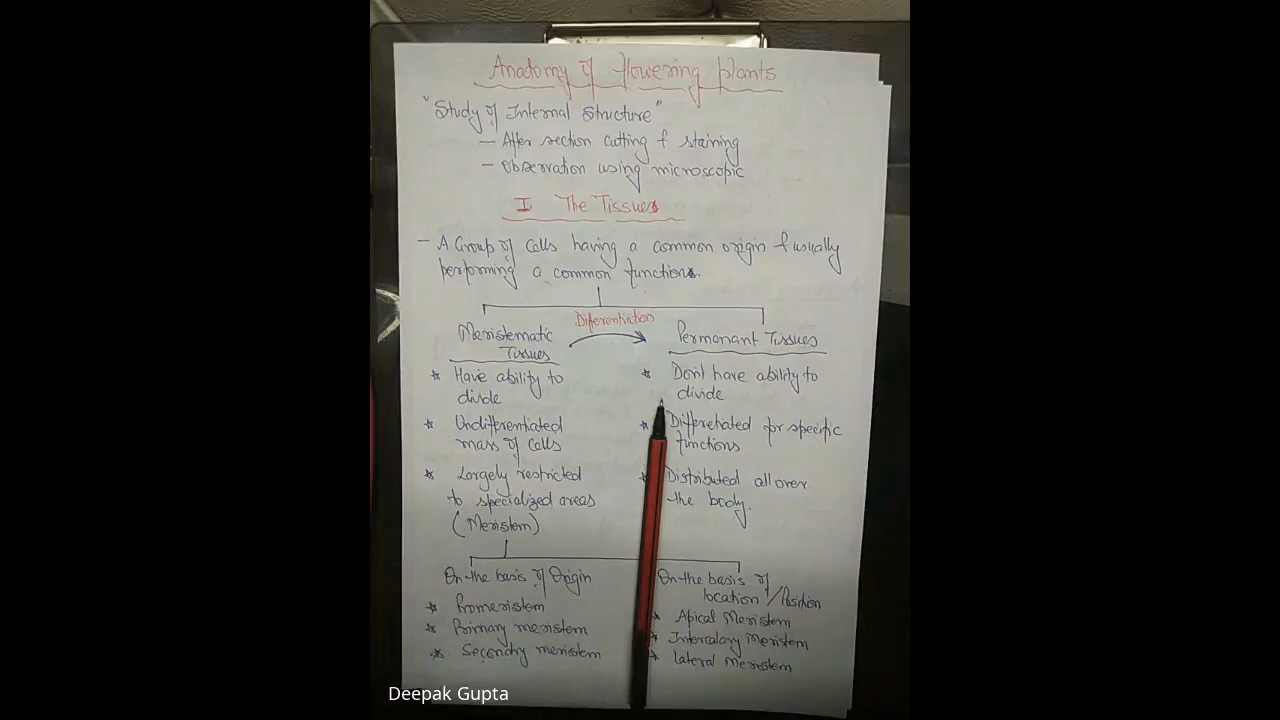 Anatomy of flowering plants
"Study of Internal Structure"
— After section cutting & staining
— Observation using microscopic
I The Tissues
— A Group of Cells having a common origin & usually
performing a common function.
Differentiation
Meristematic
Tissues
* Have ability to
divide
* Undifferentiated
mass of cells
* Largely restricted
to specialized areas
(Meristem)
Permanant Tissues
* Don't have ability to
divide
* Differetiated for specific
functions
* Distributed all over
the body.
On the basis of Origin
* Promeristem
* Primary meristem
* Secondry meristem
On the basis of
location/Position
* Apical Meristem
* Intercalary Meristem
* Lateral Meristem
Deepak Gupta